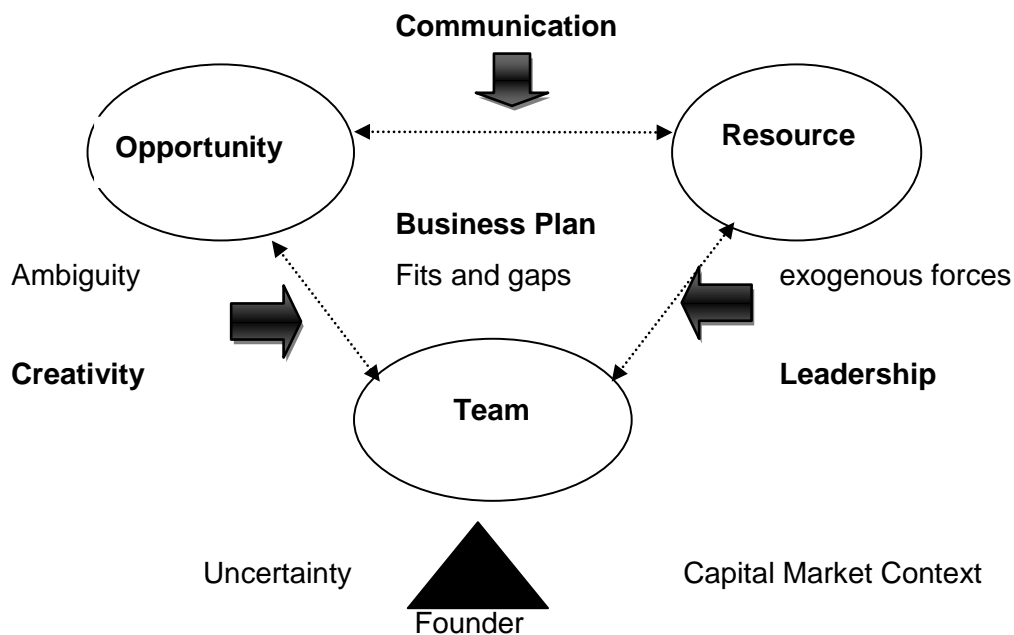 Communication
Opportunity
Resource
Business Plan
Ambiguity
Fits and gaps
exogenous forces
Creativity
Leadership
Team
Uncertainty
Capital Market Context
Founder